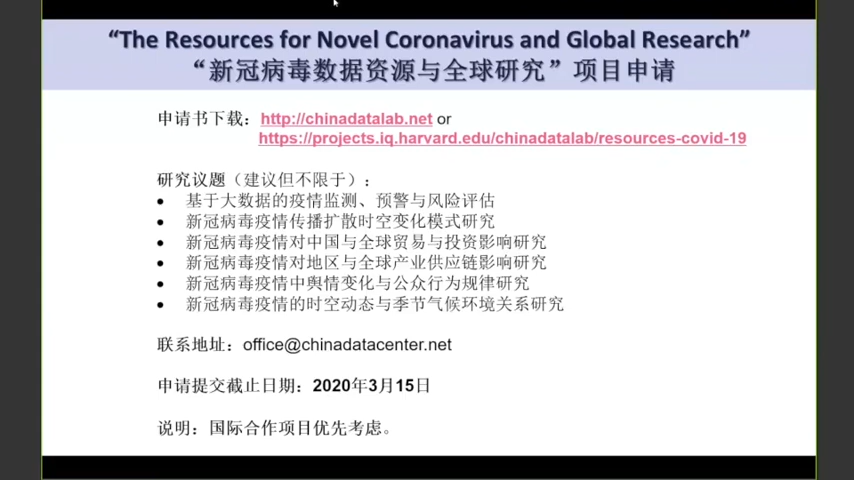 “The Resources for Novel Coronavirus and Global Research”
“新冠病毒数据资源与全球研究”项目申请
申请书下载：http://chinadatalab.net or
https://projects.iq.harvard.edu/chinadatalab/resources-covid-19
研究议题（建议但不限于）：
• 基于大数据的疫情监测、预警与风险评估
• 新冠病毒疫情传播扩散时空变化模式研究
• 新冠病毒疫情对中国与全球贸易与投资影响研究
• 新冠病毒疫情对地区与全球产业供应链影响研究
• 新冠病毒疫情中舆情变化与公众行为规律研究
• 新冠病毒疫情的时空动态与季节气候环境关系研究
联系地址：office@chinadatacenter.net
申请提交截止日期：2020年3月15日
说明：国际合作项目优先考虑。